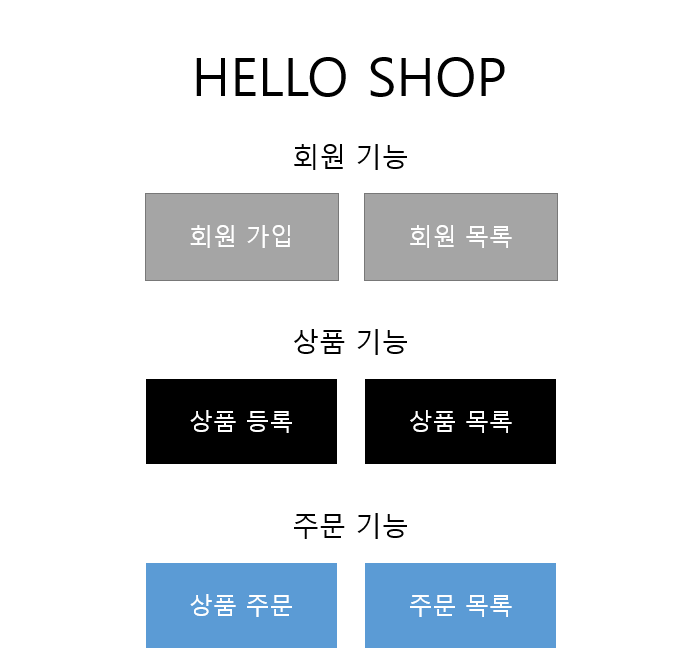 HELLO SHOP
회원 기능
회원 가입 회원 목록
상품 기능
상품 등록 상품 목록
주문 기능
상품 주문 주문 목록